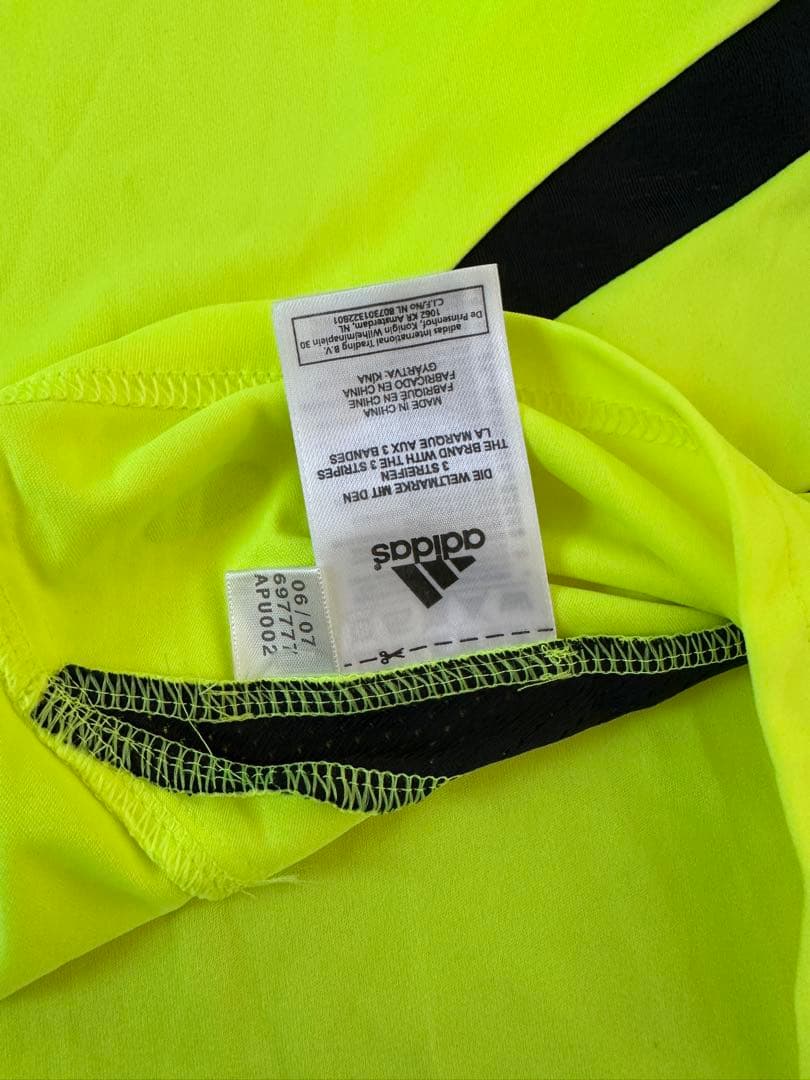 adidas
DIE WELTMARKE MIT DEN
3 STREIFEN
THE BRAND WITH THE 3 STRIPES
LA MARQUE AUX 3 BANDES
MADE IN CHINA
FABRIQUÉ EN CHINE
FABRICADO EN CHINA
GYÁRTVA: KÍNA
adidas International Trading B.V.
De Prinsenhof, Konigin Wilhelminaplein 30
1062 KR Amsterdam, NL
C.I.F./No NL 807301322B01
06/07
APU002